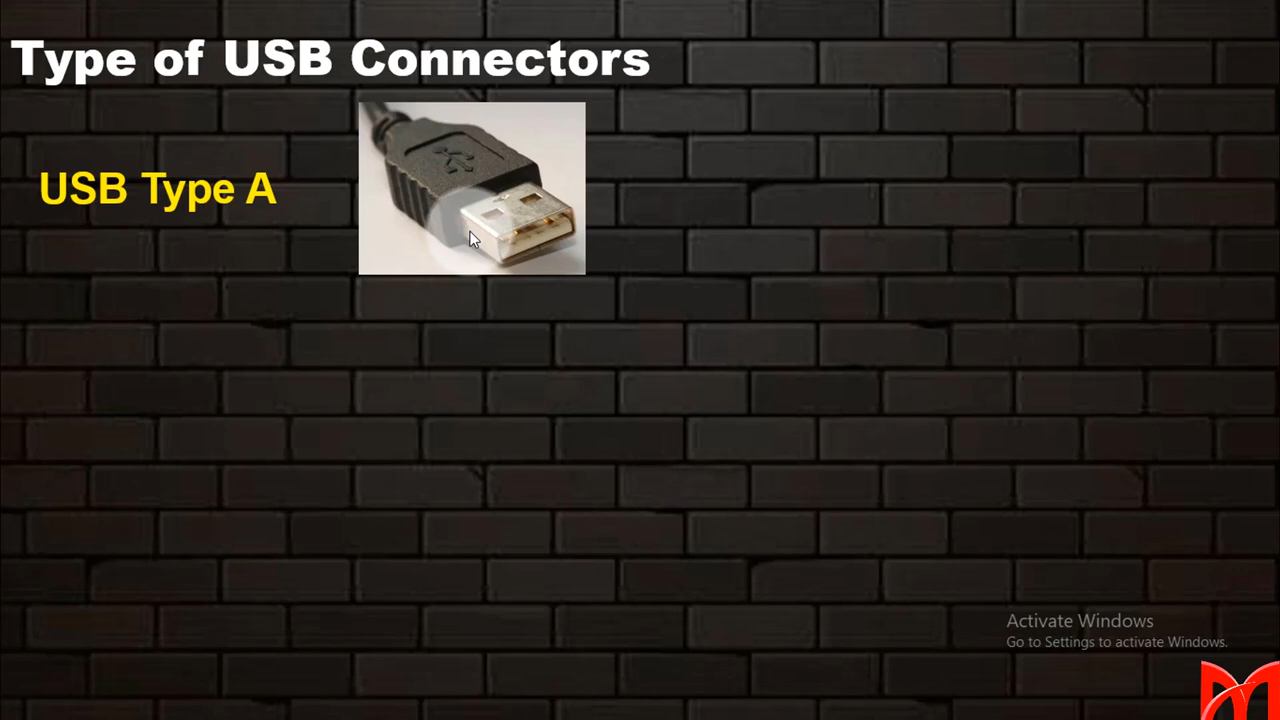 Type of USB Connectors
USB Type A
Activate Windows
Go to Settings to activate Windows.